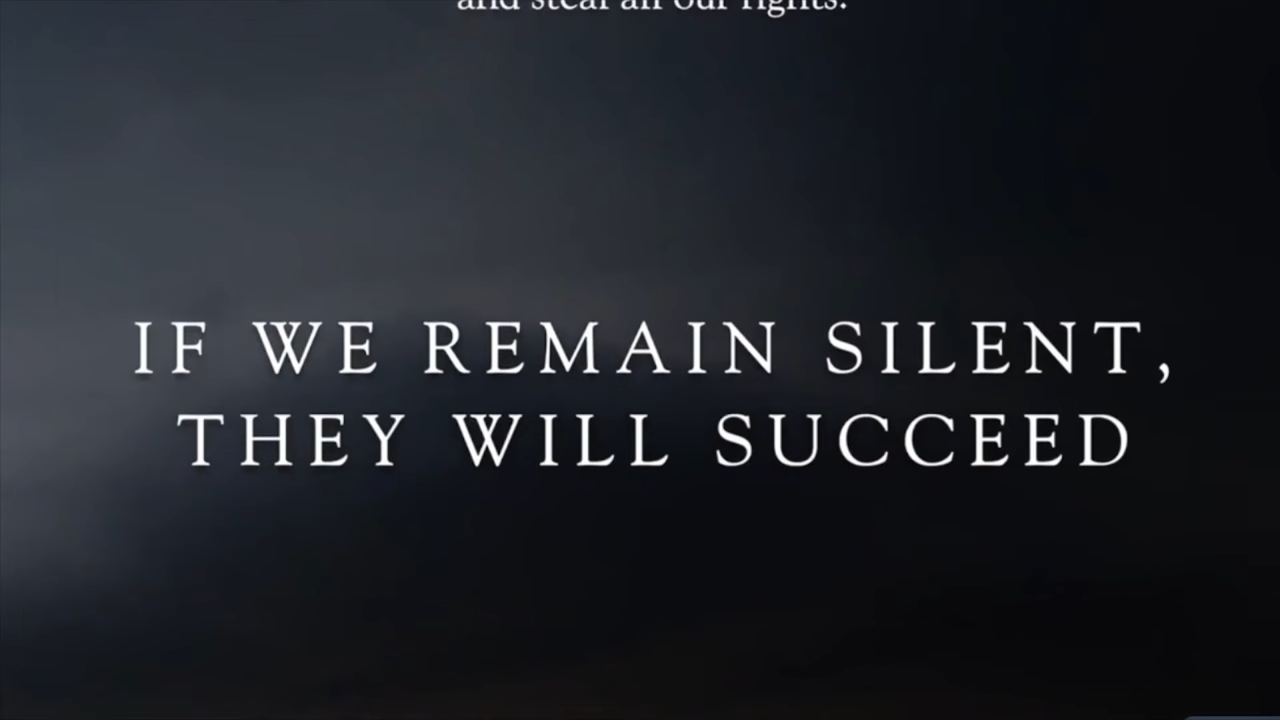 and steal all our rights.
IF WE REMAIN SILENT,
THEY WILL SUCCEED